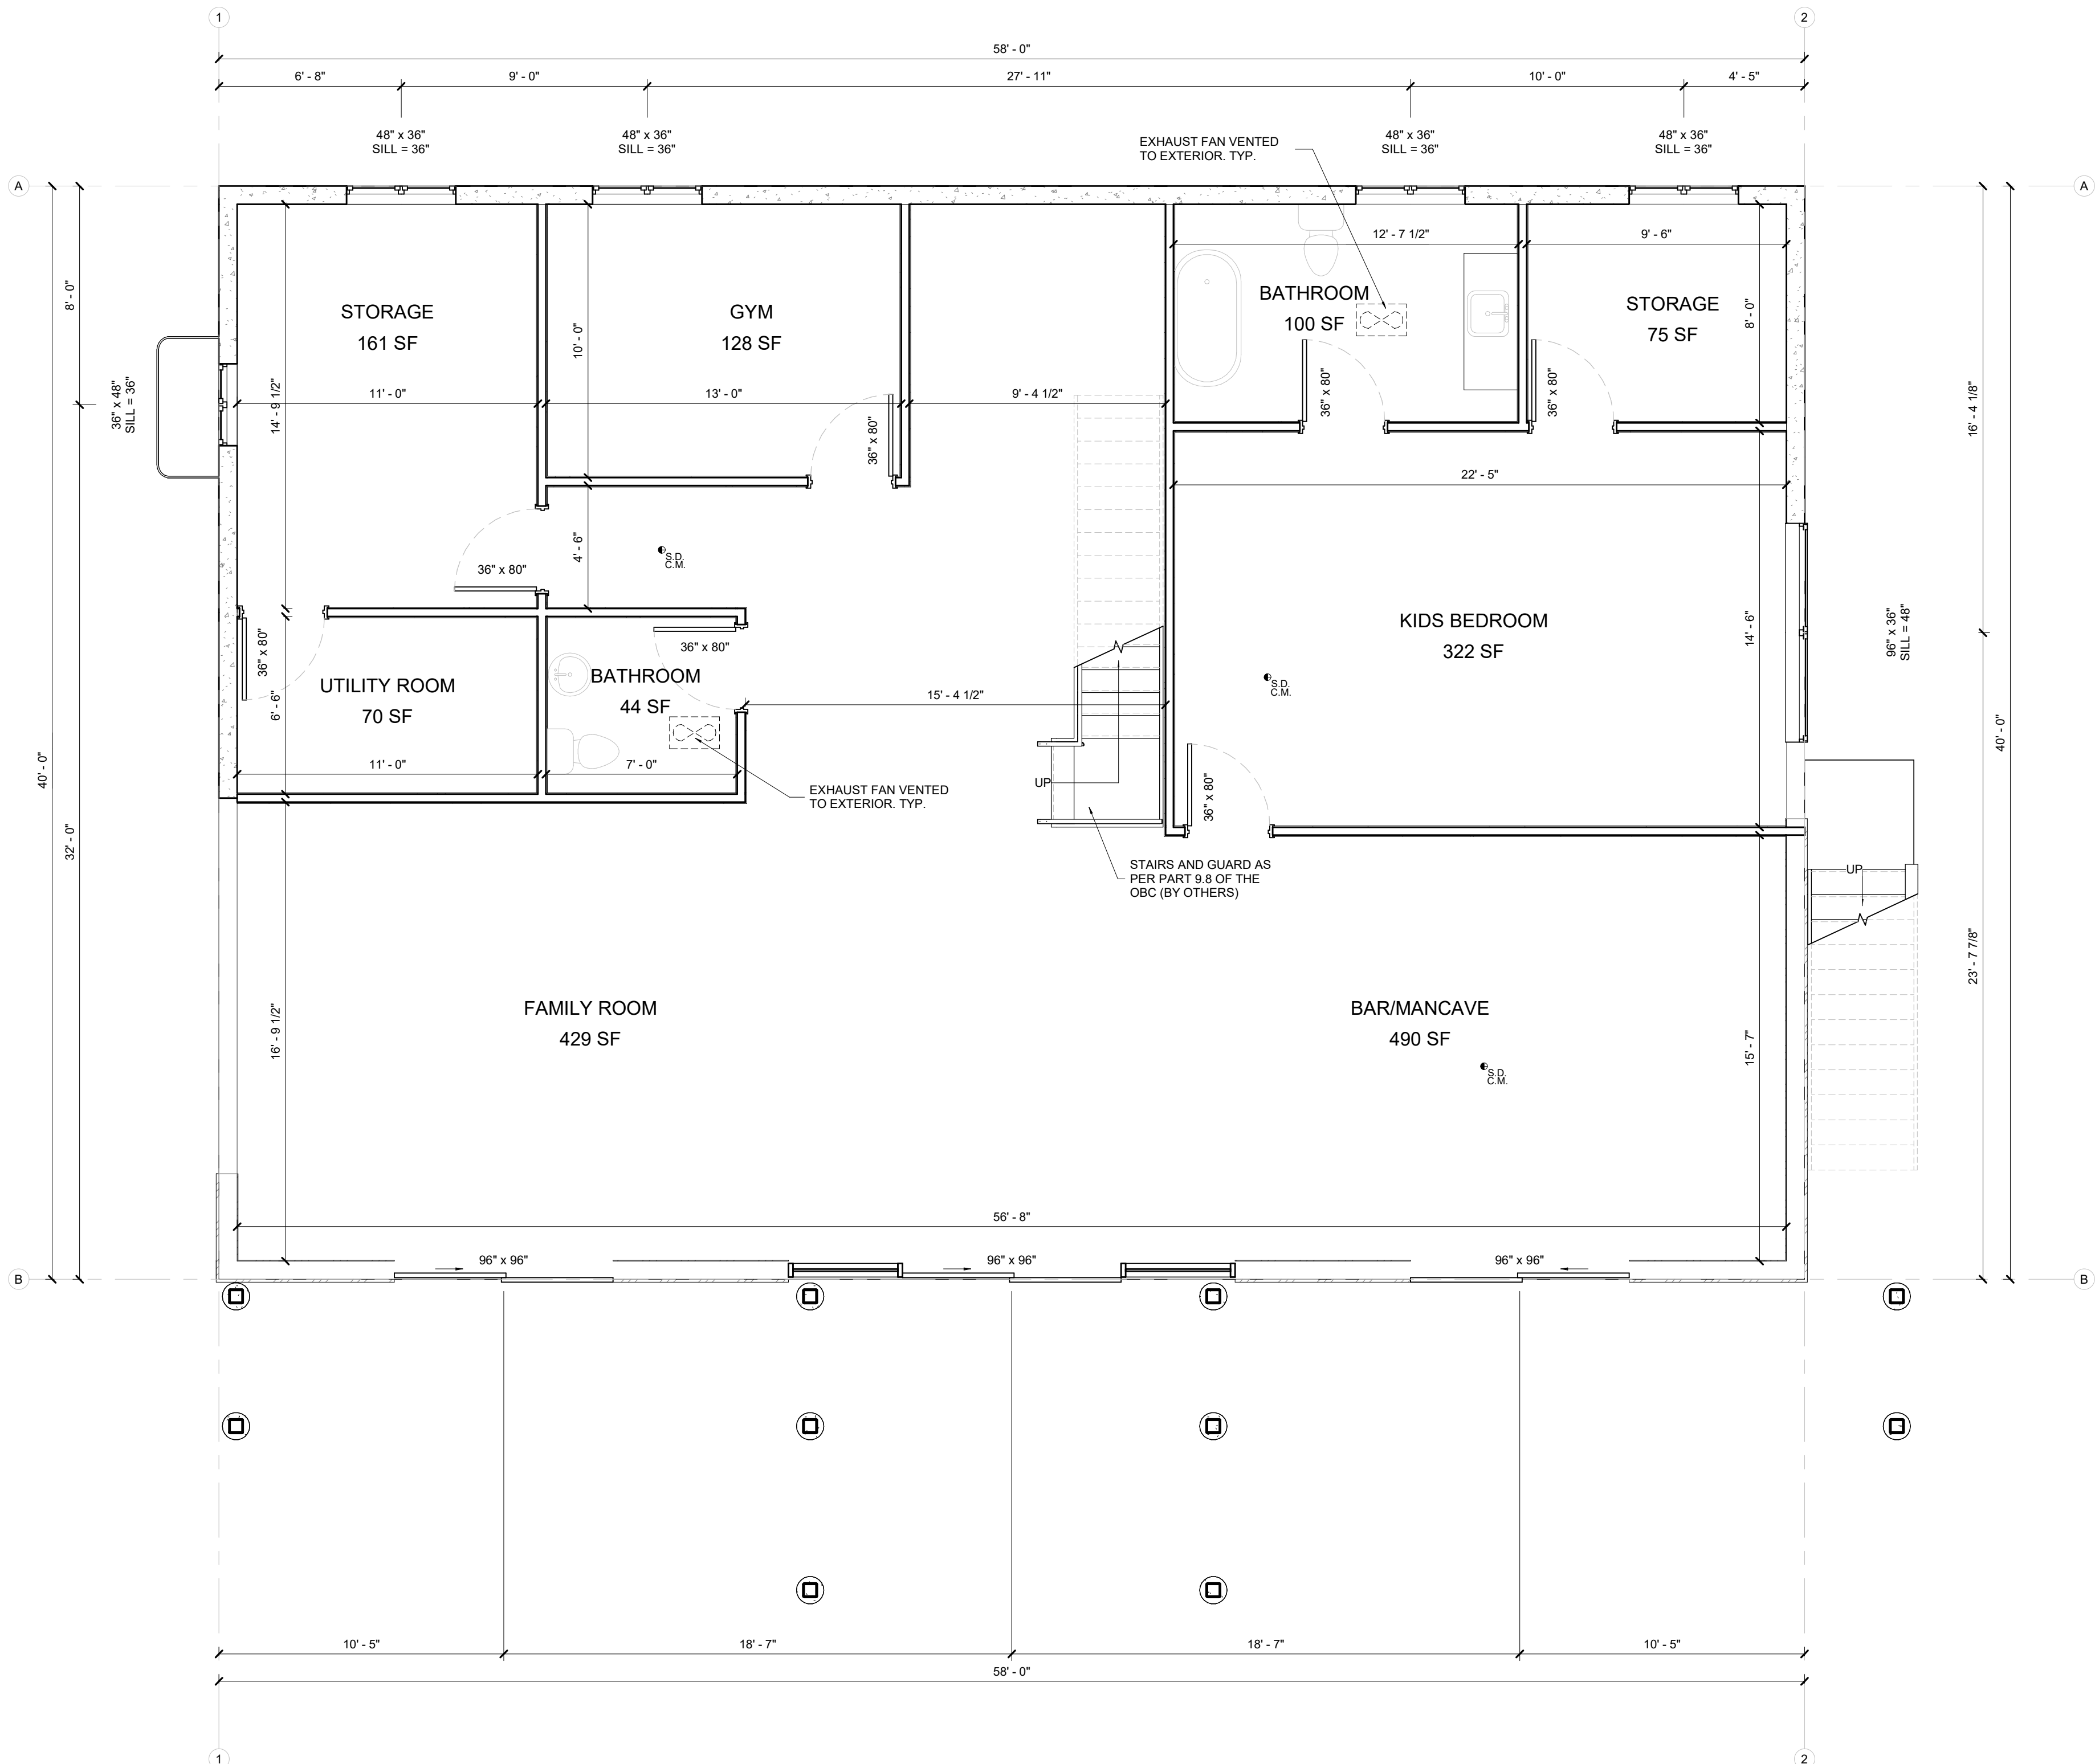 1
2
58' - 0"
6' - 8"
9' - 0"
27' - 11"
10' - 0"
4' - 5"
48" x 36"
SILL = 36"
48" x 36"
SILL = 36"
48" x 36"
SILL = 36"
48" x 36"
SILL = 36"
EXHAUST FAN VENTED
TO EXTERIOR. TYP.
A
A
8' - 0"
32' - 0"
40' - 0"
36" x 48"
SILL = 36"
STORAGE
161 SF
14' - 9 1/2"
11' - 0"
GYM
128 SF
10' - 0"
13' - 0"
36" x 80"
9' - 4 1/2"
12' - 7 1/2"
BATHROOM
100 SF
36" x 80"
9' - 6"
STORAGE
75 SF
8' - 0"
36" x 80"
16' - 4 1/8"
22' - 5"
4' - 6"
S.D.
C.M.
36" x 80"
36" x 80"
UTILITY ROOM
70 SF
6' - 6"
11' - 0"
36" x 80"
BATHROOM
44 SF
7' - 0"
15' - 4 1/2"
EXHAUST FAN VENTED
TO EXTERIOR. TYP.
UP
KIDS BEDROOM
322 SF
14' - 6"
S.D.
C.M.
36" x 80"
96" x 36"
SILL = 48"
40' - 0"
STAIRS AND GUARD AS
PER PART 9.8 OF THE
OBC (BY OTHERS)
UP
23' - 7 7/8"
FAMILY ROOM
429 SF
16' - 9 1/2"
BAR/MANCAVE
490 SF
15' - 7"
S.D.
C.M.
56' - 8"
96" x 96"
96" x 96"
96" x 96"
B
B
10' - 5"
18' - 7"
18' - 7"
10' - 5"
58' - 0"
1
2